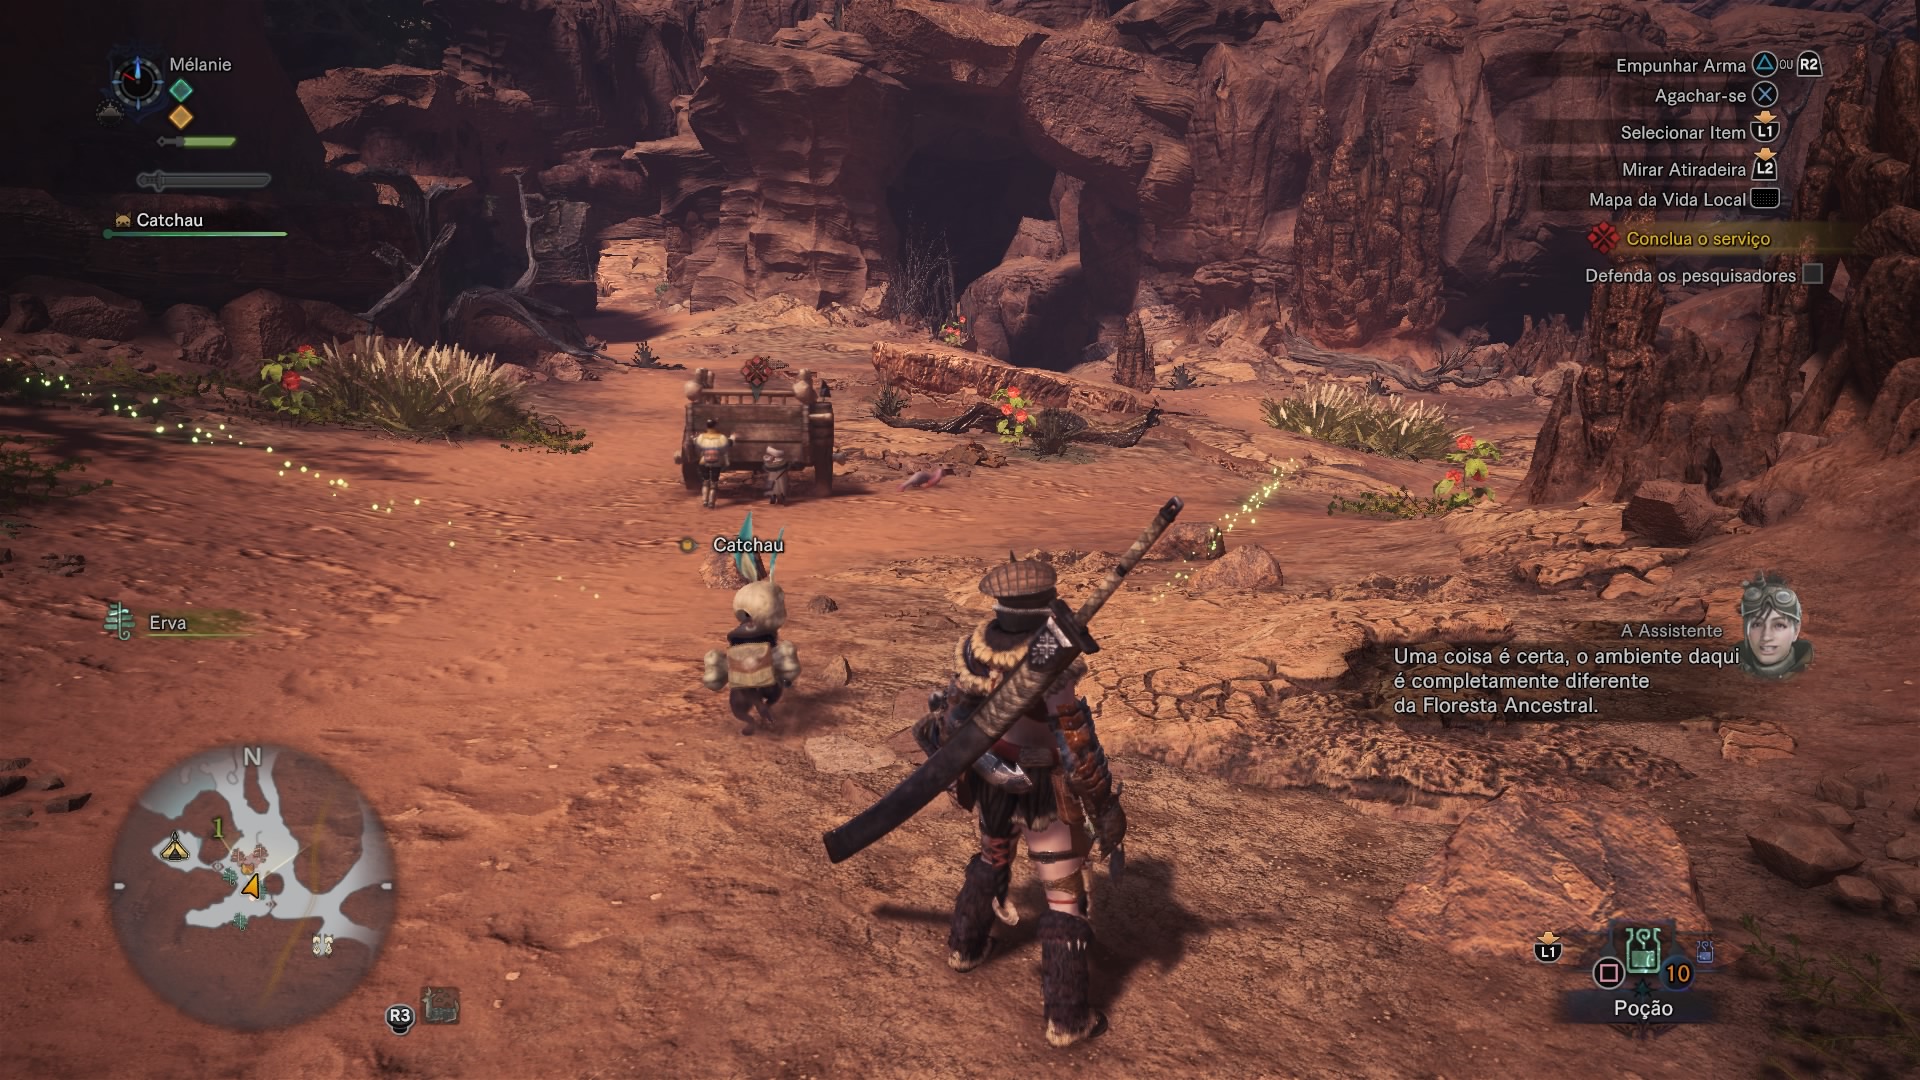 Mélanie
Catchau
Empunhar Arma △ OU R2
Agachar-se
Selecionar Item L1
Mirar Atiradeira L2
Mapa da Vida Local
Conclua o serviço
Defenda os pesquisadores
Catchau
Erva
A Assistente
Uma coisa é certa, o ambiente daqui
é completamente diferente
da Floresta Ancestral.
N
1
R3
L1
10
Poção